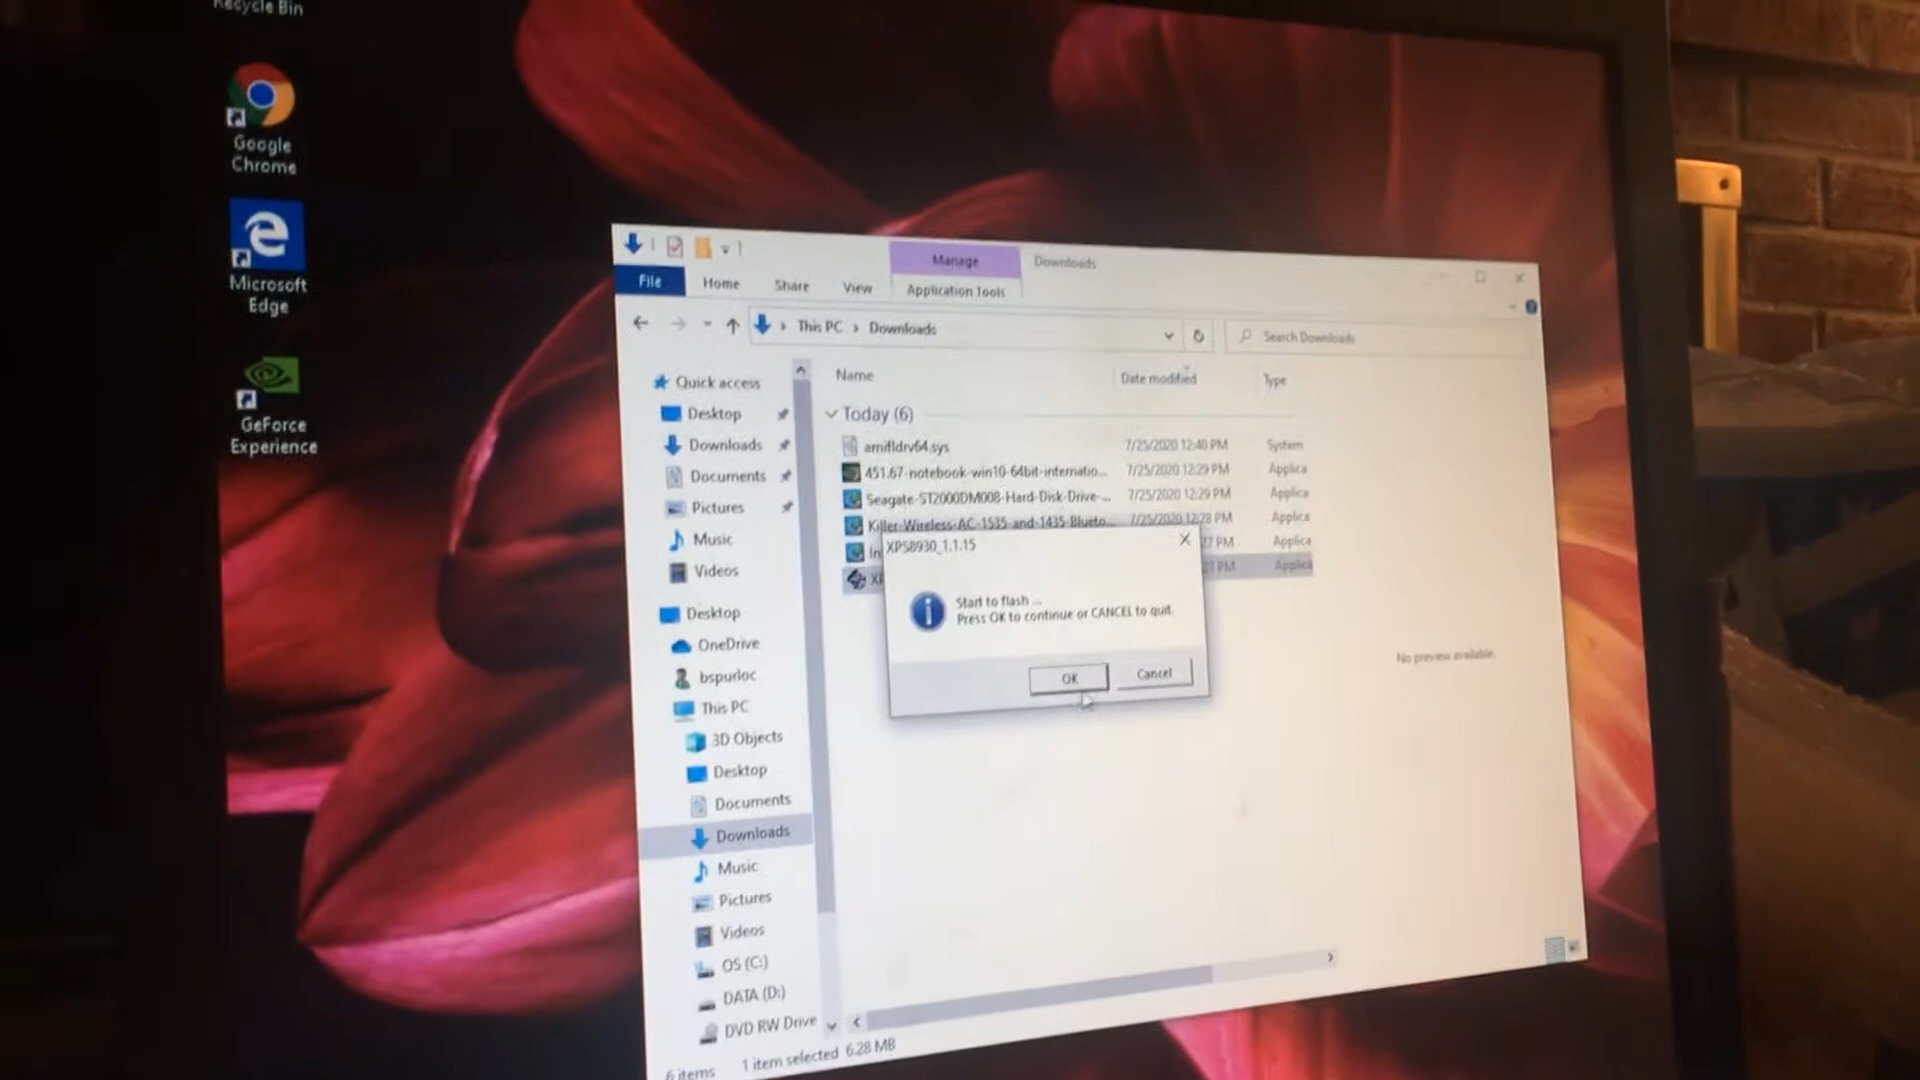 Recycle Bin
Google
Chrome
Microsoft
Edge
GeForce
Experience
Manage
Downloads
File
Home
Share
View
Application Tools
This PC
Downloads
Search Downloads
Quick access
Desktop
Downloads
Documents
Pictures
Music
Videos
Desktop
OneDrive
bspurloc
This PC
3D Objects
Desktop
Documents
Downloads
Music
Pictures
Videos
OS (C:)
DATA (D:)
DVD RW Drive
Name
Date modified
Type
Today (6)
amifldrv64.sys
7/25/2020 12:40 PM
System
451.67-notebook-win10-64bit-internatio...
7/25/2020 12:29 PM
Applica
Seagate-ST2000DM008-Hard-Disk-Drive-...
7/25/2020 12:29 PM
Applica
Killer-Wireless-AC-1535-and-1435-Blueto...
7/25/2020 12:28 PM
Applica
In
27 PM
Applica
XP
27 PM
Applica
XPS8930_1.1.15
Start to flash ...
Press OK to continue or CANCEL to quit.
OK
Cancel
No preview available.
6 items
1 item selected 6.28 MB